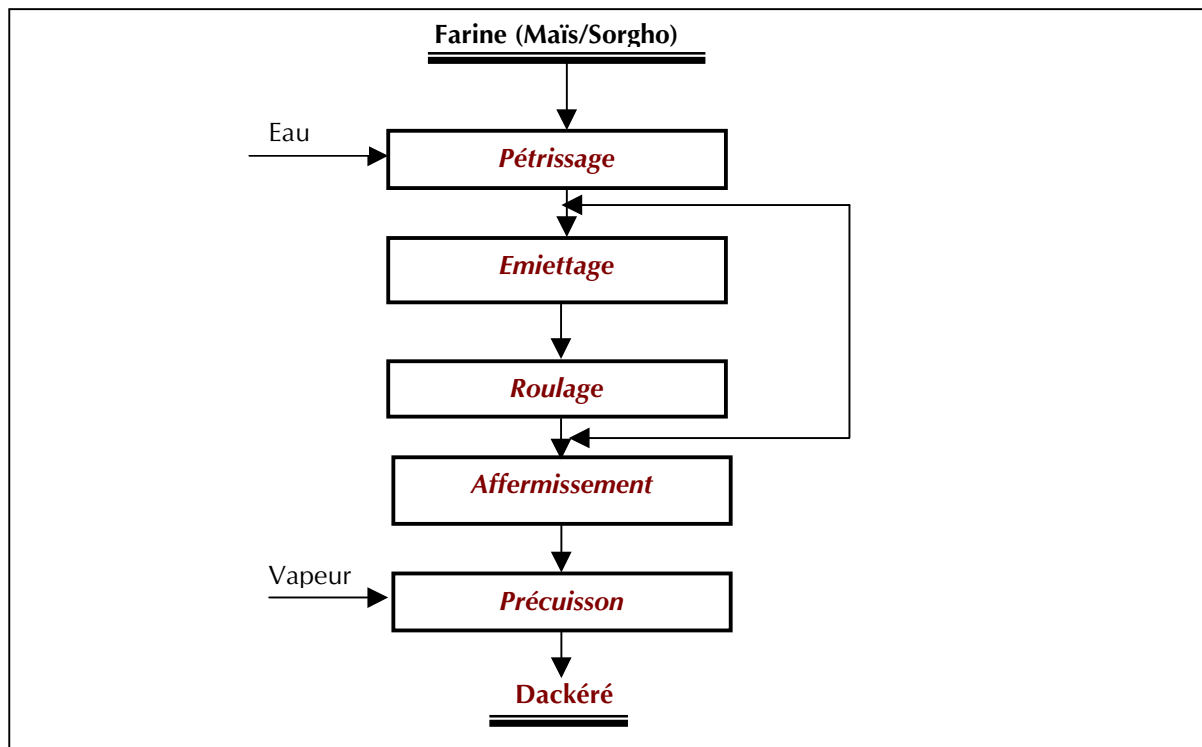 Farine (Maïs/Sorgho)
Eau
Pétrissage
Emiettage
Roulage
Affermissement
Vapeur
Précuisson
Dackéré